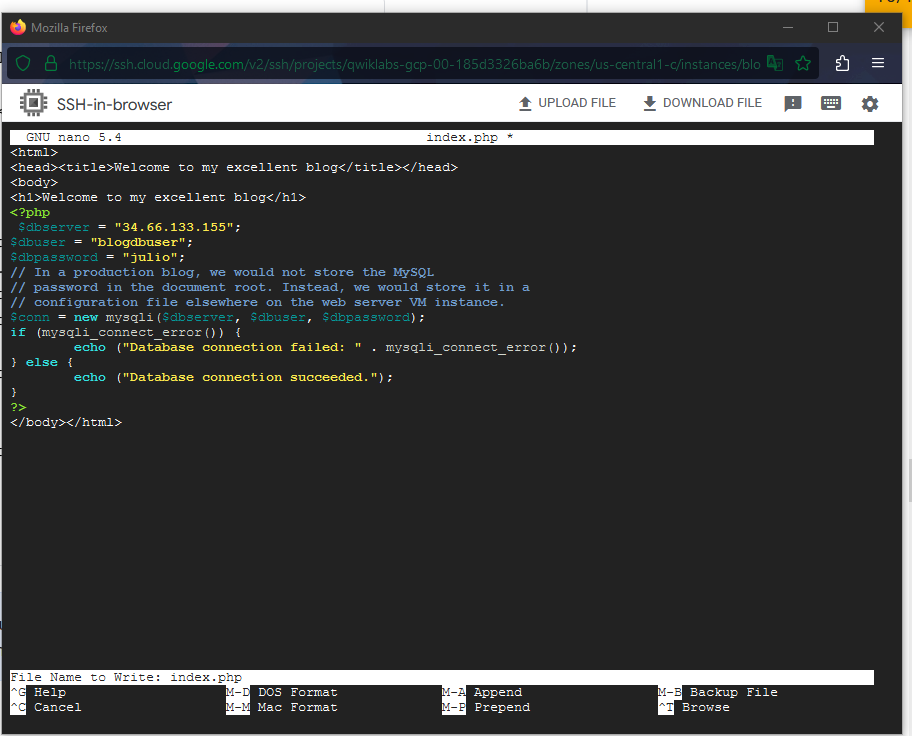 Mozilla Firefox
https://ssh.cloud.google.com/v2/ssh/projects/qwiklabs-gcp-00-185d3326ba6b/zones/us-central1-c/instances/blo
SSH-in-browser UPLOAD FILE DOWNLOAD FILE
GNU nano 5.4 index.php *
<html>
<head><title>Welcome to my excellent blog</title></head>
<body>
<h1>Welcome to my excellent blog</h1>
<?php
 $dbserver = "34.66.133.155";
$dbuser = "blogdbuser";
$dbpassword = "julio";
// In a production blog, we would not store the MySQL
// password in the document root. Instead, we would store it in a
// configuration file elsewhere on the web server VM instance.
$conn = new mysqli($dbserver, $dbuser, $dbpassword);
if (mysqli_connect_error()) {
        echo ("Database connection failed: " . mysqli_connect_error());
} else {
        echo ("Database connection succeeded.");
}
?>
</body></html>
File Name to Write: index.php
^G Help M-D DOS Format M-A Append M-B Backup File
^C Cancel M-M Mac Format M-P Prepend ^T Browse